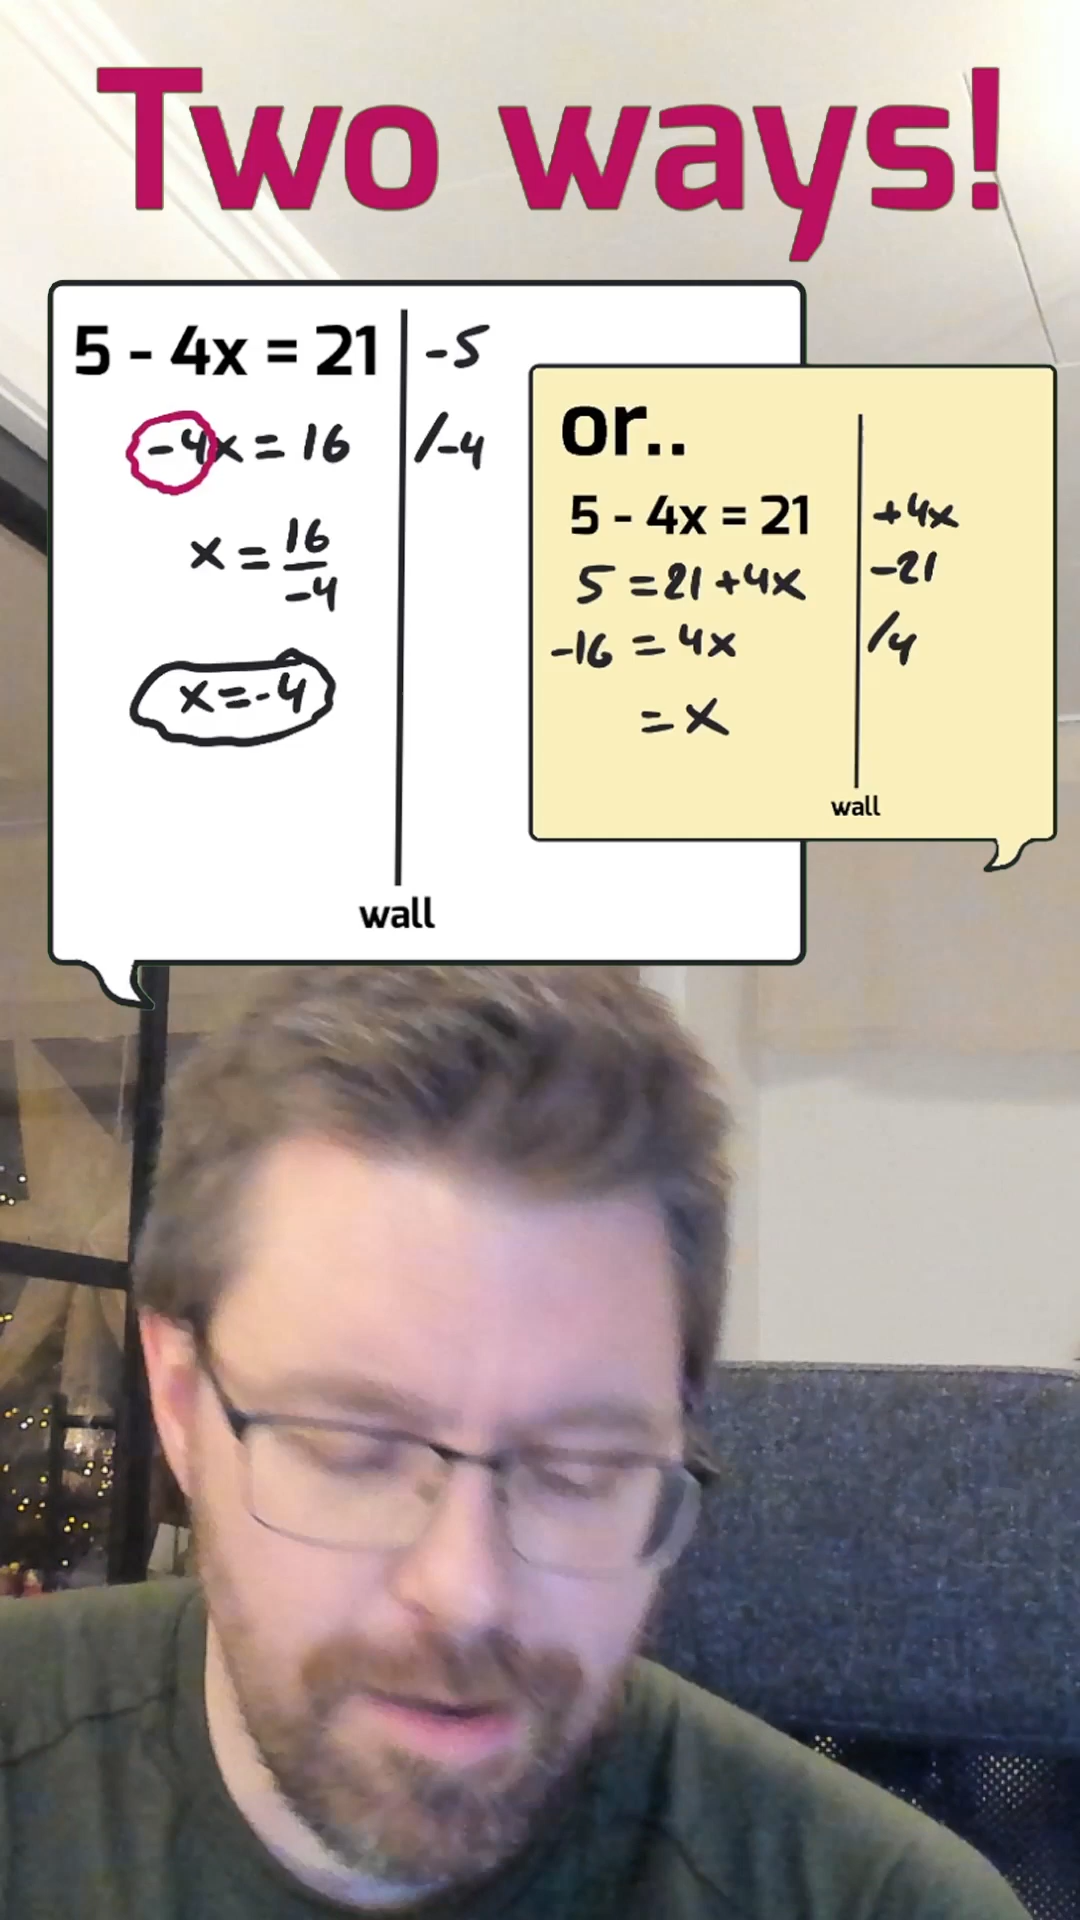 Two ways!
5 - 4x = 21 | -5
-4x = 16 | /-4
x = 16/-4
x = -4
wall
or..
5 - 4x = 21 | +4x
5 = 21 + 4x | -21
-16 = 4x | /4
= x
wall